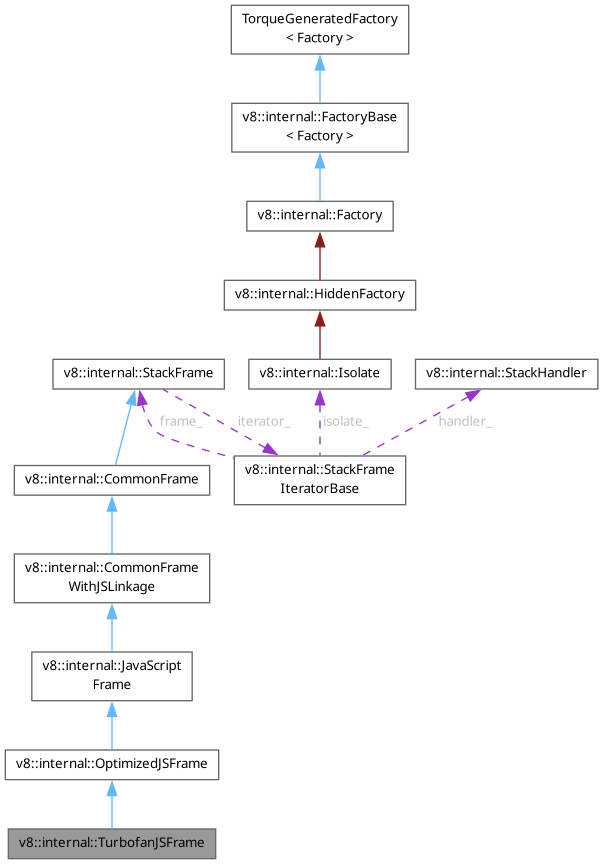 TorqueGeneratedFactory
< Factory >
v8::internal::FactoryBase
< Factory >
v8::internal::Factory
v8::internal::HiddenFactory
v8::internal::StackFrame
v8::internal::Isolate
v8::internal::StackHandler
frame_
iterator_
isolate_
handler_
v8::internal::CommonFrame
v8::internal::StackFrame
IteratorBase
v8::internal::CommonFrame
WithJSLinkage
v8::internal::JavaScript
Frame
v8::internal::OptimizedJSFrame
v8::internal::TurbofanJSFrame